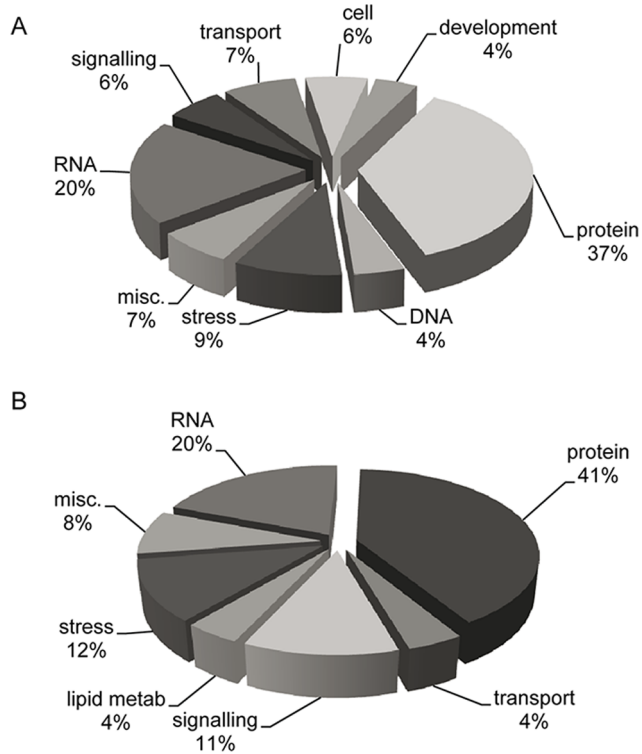 A
cell
6%
development
4%
transport
7%
signalling
6%
RNA
20%
protein
37%
misc.
7%
stress
9%
DNA
4%
B
RNA
20%
protein
41%
misc.
8%
stress
12%
lipid metab
4%
signalling
11%
transport
4%